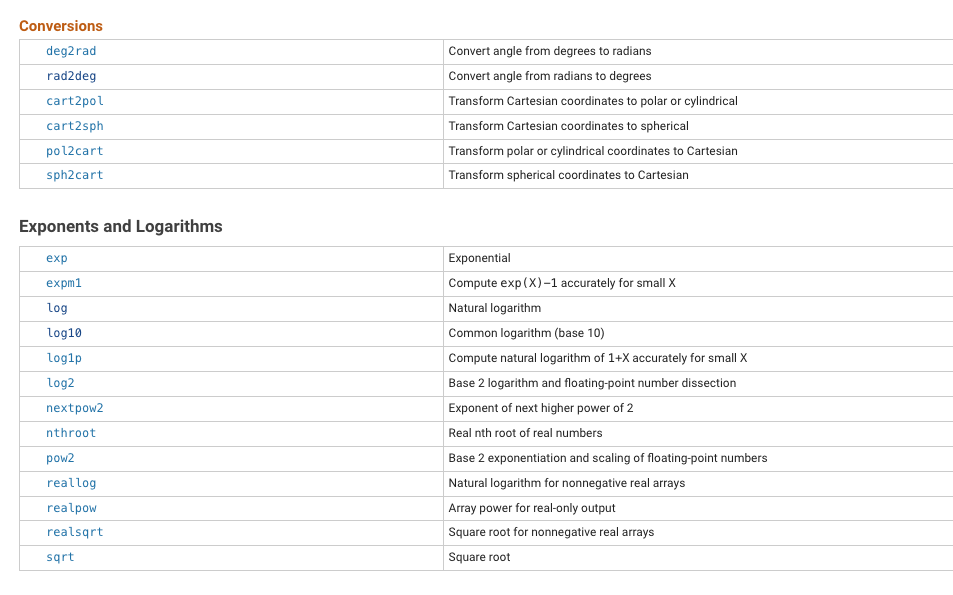 Conversions
deg2rad Convert angle from degrees to radians
rad2deg Convert angle from radians to degrees
cart2pol Transform Cartesian coordinates to polar or cylindrical
cart2sph Transform Cartesian coordinates to spherical
pol2cart Transform polar or cylindrical coordinates to Cartesian
sph2cart Transform spherical coordinates to Cartesian
Exponents and Logarithms
exp Exponential
expm1 Compute exp(X)−1 accurately for small X
log Natural logarithm
log10 Common logarithm (base 10)
log1p Compute natural logarithm of 1+X accurately for small X
log2 Base 2 logarithm and floating-point number dissection
nextpow2 Exponent of next higher power of 2
nthroot Real nth root of real numbers
pow2 Base 2 exponentiation and scaling of floating-point numbers
reallog Natural logarithm for nonnegative real arrays
realpow Array power for real-only output
realsqrt Square root for nonnegative real arrays
sqrt Square root